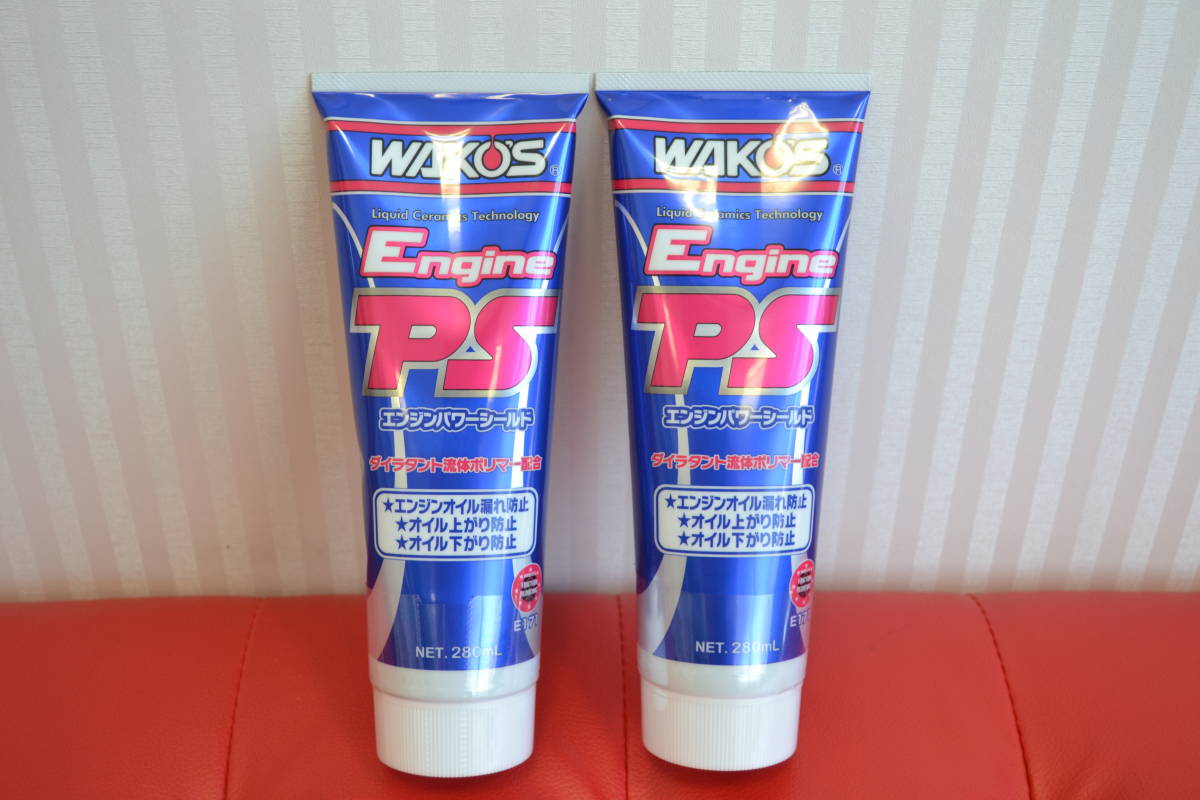 WAKO'S®
Liquid Ceramics Technology
Engine
PS
エンジンパワーシールド
ダイラタント流体ポリマー配合
★エンジンオイル漏れ防止
★オイル上がり防止
★オイル下がり防止
E171
NET. 280mL
WAKO'S®
Liquid Ceramics Technology
Engine
PS
エンジンパワーシールド
ダイラタント流体ポリマー配合
★エンジンオイル漏れ防止
★オイル上がり防止
★オイル下がり防止
E171
NET. 280mL